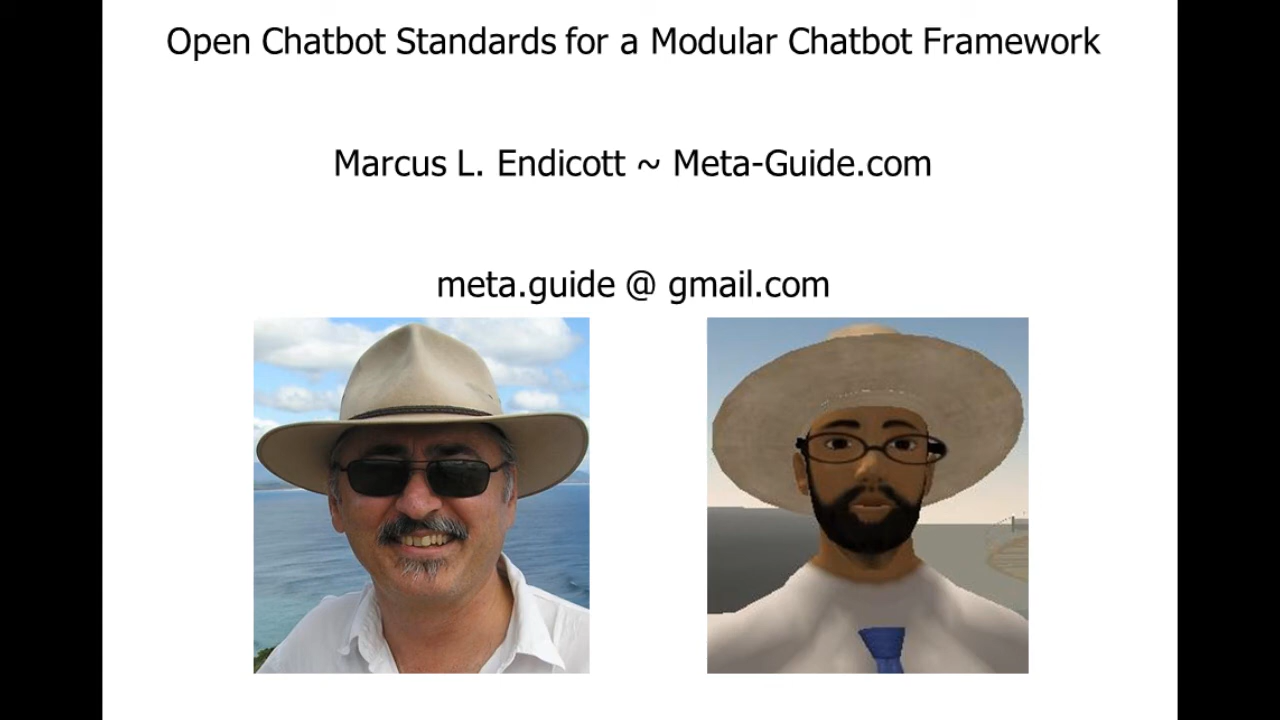 Open Chatbot Standards for a Modular Chatbot Framework
Marcus L. Endicott ~ Meta-Guide.com
meta.guide @ gmail.com